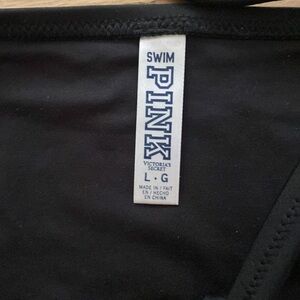 SWIM
PINK
VICTORIA'S
SECRET
L • G
MADE IN / FAIT
EN / HECHO
EN CHINA